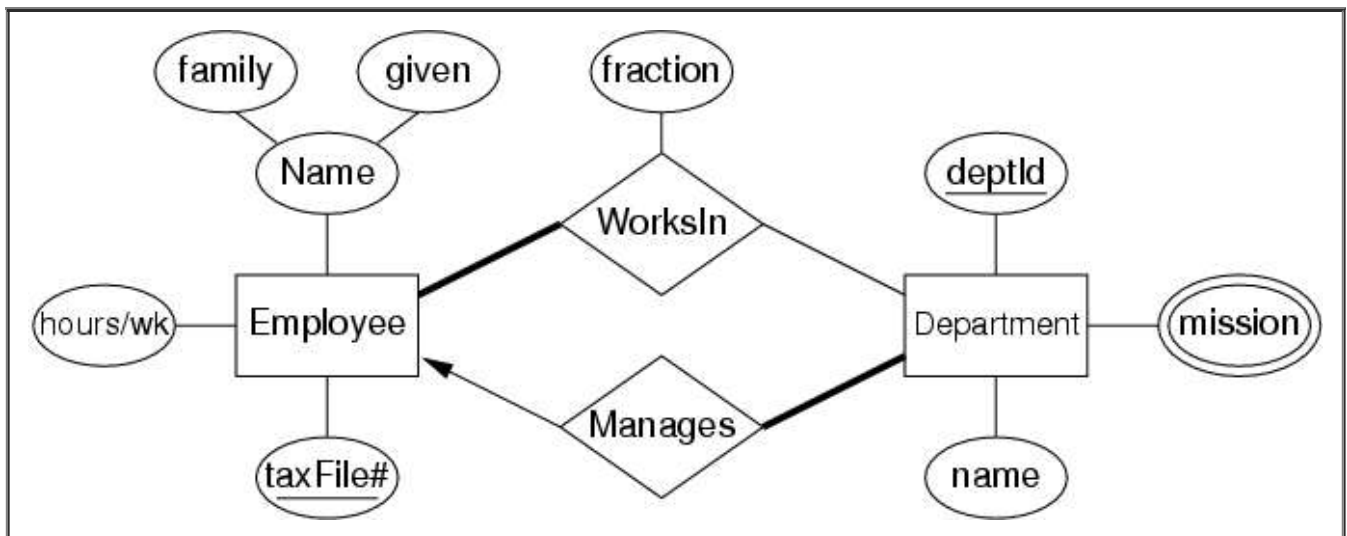 family
given
fraction
Name
deptId
WorksIn
hours/wk
Employee
Department
mission
Manages
taxFile#
name